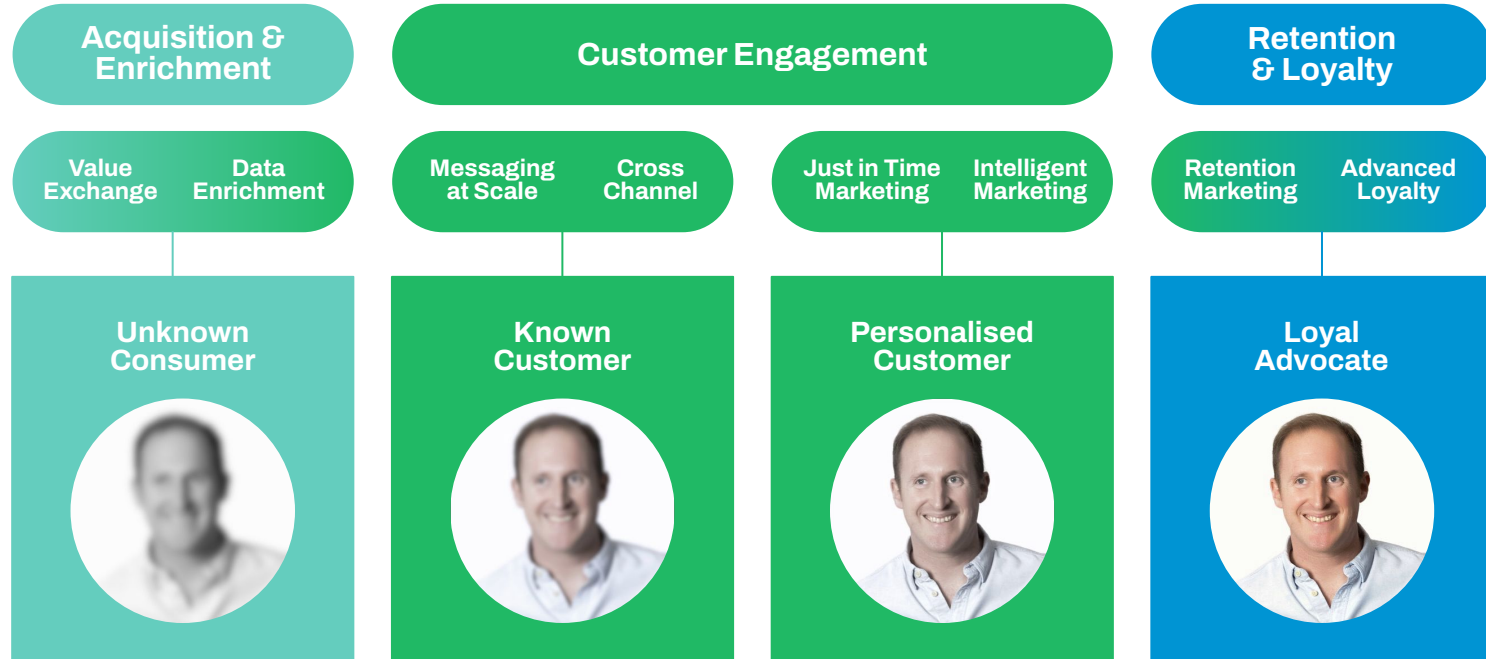 Acquisition &
Enrichment
Customer Engagement
Retention
& Loyalty
Value
Exchange
Data
Enrichment
Messaging
at Scale
Cross
Channel
Just in Time
Marketing
Intelligent
Marketing
Retention
Marketing
Advanced
Loyalty
Unknown
Consumer
Known
Customer
Personalised
Customer
Loyal
Advocate